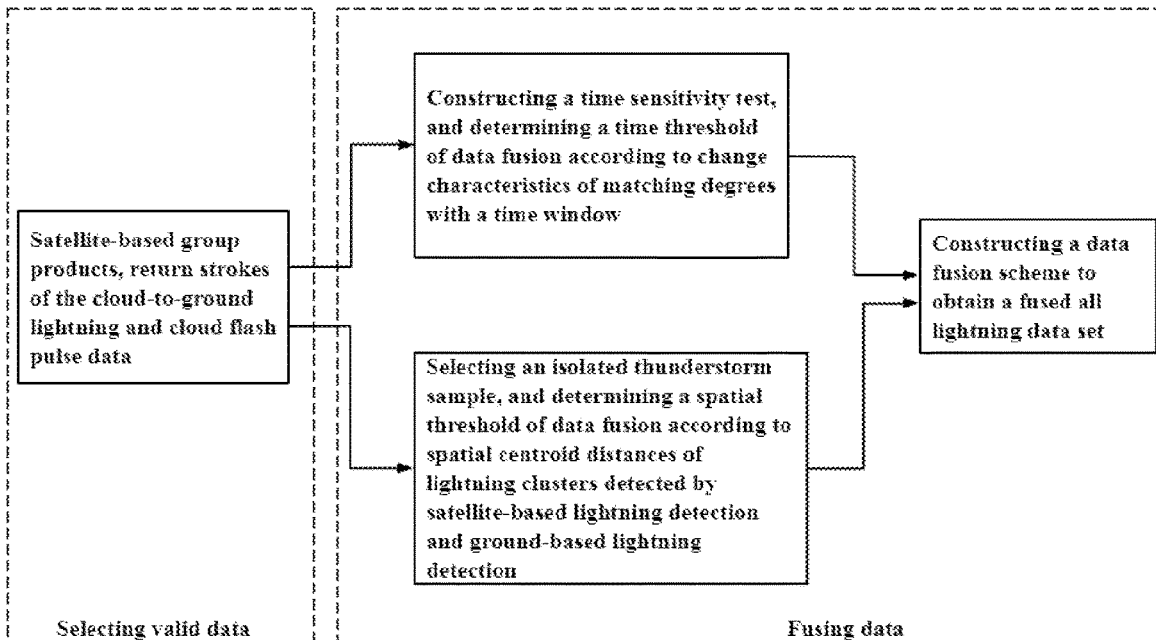 Constructing a time sensitivity test,
and determining a time threshold
of data fusion according to change
characteristics of matching degrees
with a time window
Satellite-based group
products, return strokes
of the cloud-to-ground
lightning and cloud flash
pulse data
Constructing a data
fusion scheme to
obtain a fused all
lightning data set
Selecting an isolated thunderstorm
sample, and determining a spatial
threshold of data fusion according to
spatial centroid distances of
lightning clusters detected by
satellite-based lightning detection
and ground-based lightning
detection
Selecting valid data
Fusing data